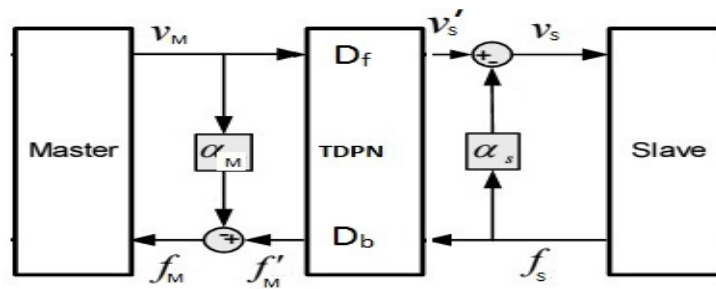 v_M D_f v_s′ + - v_s
Master α_M TDPN α_s Slave
f_M - + f_M′ D_b f_s